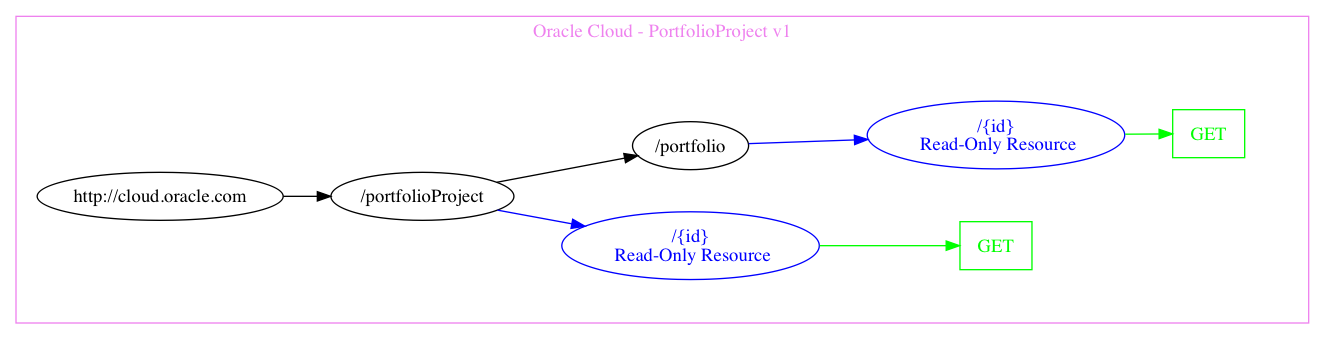 Oracle Cloud - PortfolioProject v1
http://cloud.oracle.com
/portfolioProject
/portfolio
/{id}
Read-Only Resource
GET
/{id}
Read-Only Resource
GET